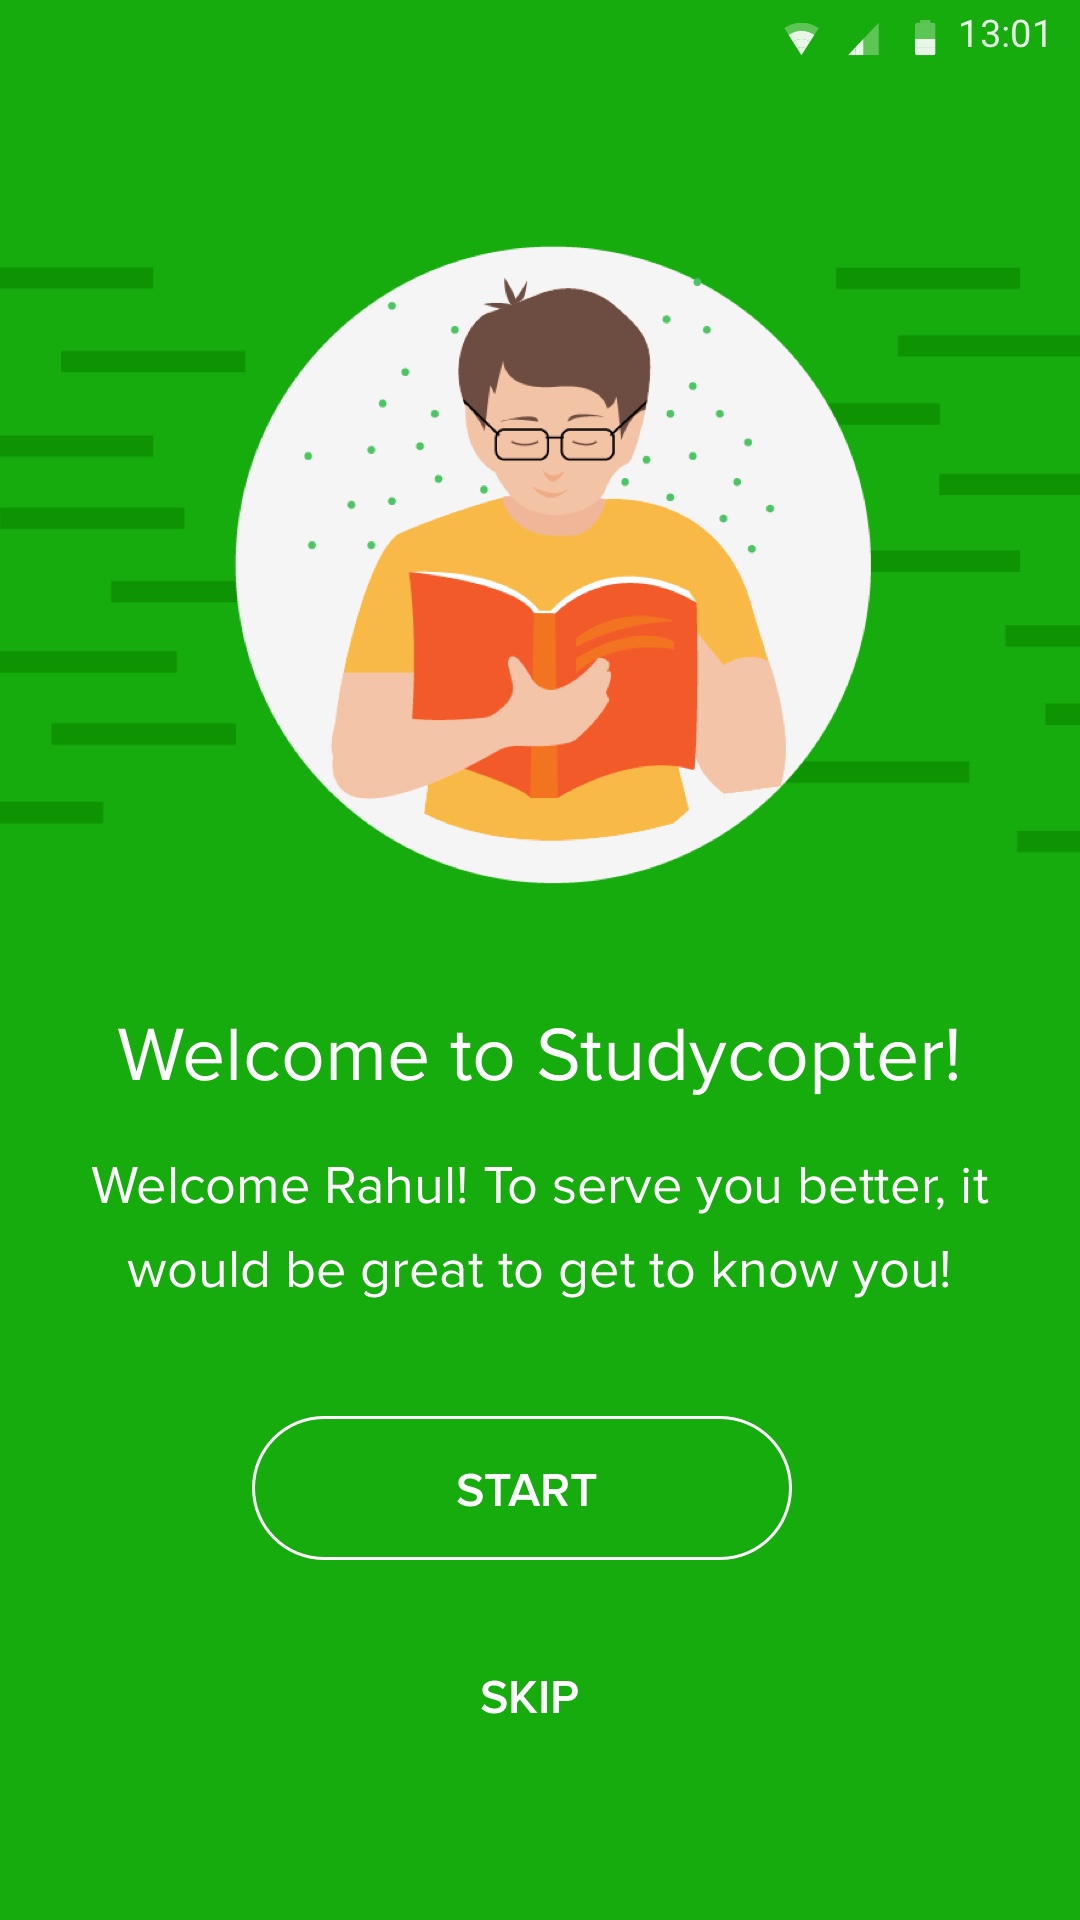 13:01
Welcome to Studycopter!
Welcome Rahul! To serve you better, it
would be great to get to know you!
START
SKIP